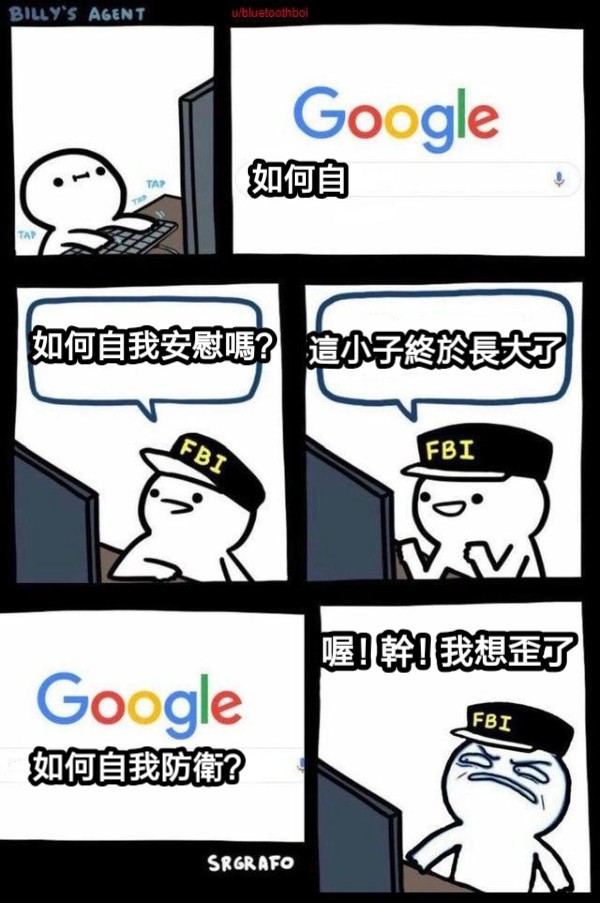 BILLY'S AGENT
u/bluetoothboi
TAP
TAP
TAP
Google
如何自
如何自我安慰嗎?
FBI
這小子終於長大了
FBI
Google
如何自我防衛?
喔!幹!我想歪了
FBI
SRGRAFO